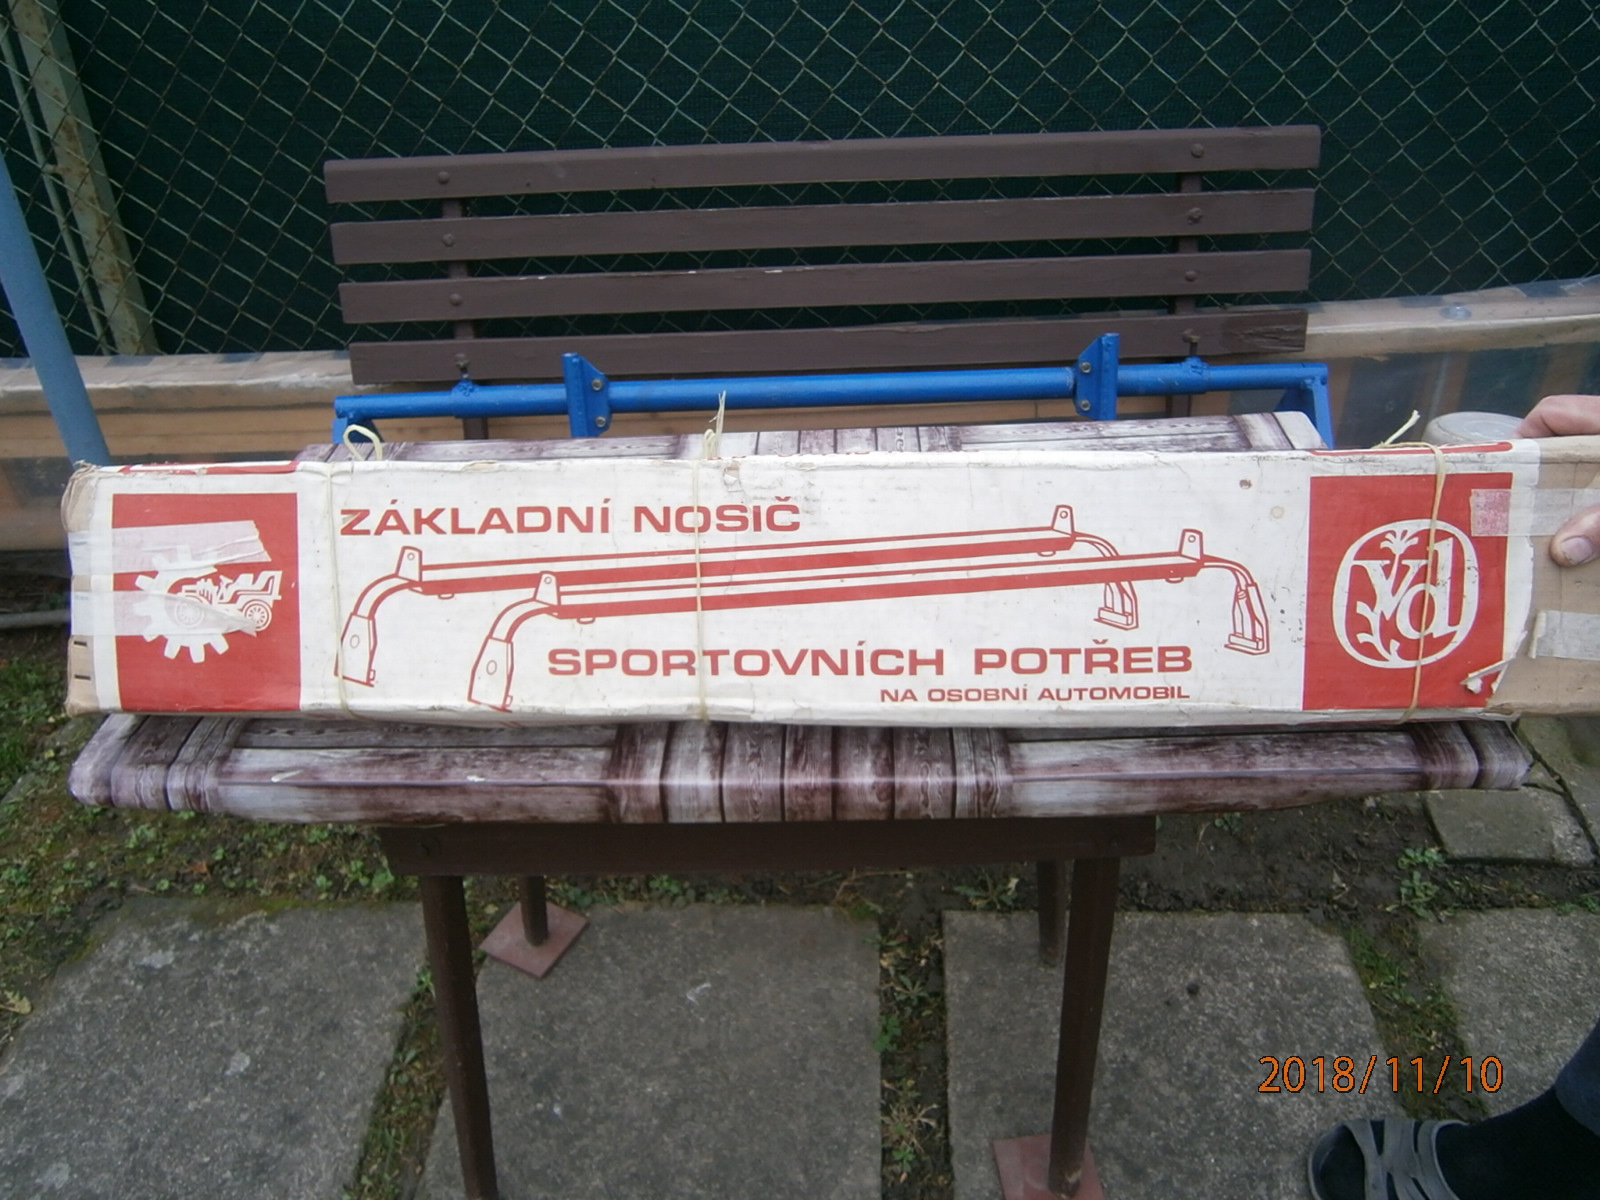 ZÁKLADNÍ NOSIČ
SPORTOVNÍCH POTŘEB
NA OSOBNÍ AUTOMOBIL
2018/11/10